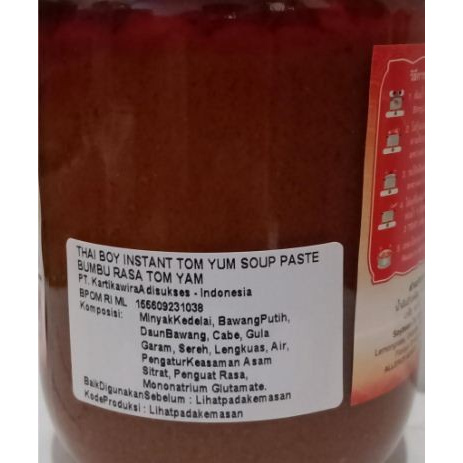 THAI BOY INSTANT TOM YUM SOUP PASTE
BUMBU RASA TOM YAM
PT. KartikawiraAdisukses - Indonesia
BPOM RI ML 155609231038
Komposisi: MinyakKedelai, BawangPutih,
DaunBawang, Cabe, Gula
Garam, Sereh, Lengkuas, Air,
PengaturKeasaman Asam
Sitrat, Penguat Rasa,
Mononatrium Glutamate.
BaikDigunakanSebelum : Lihatpadakemasan
KodeProduksi : Lihatpadakemasan